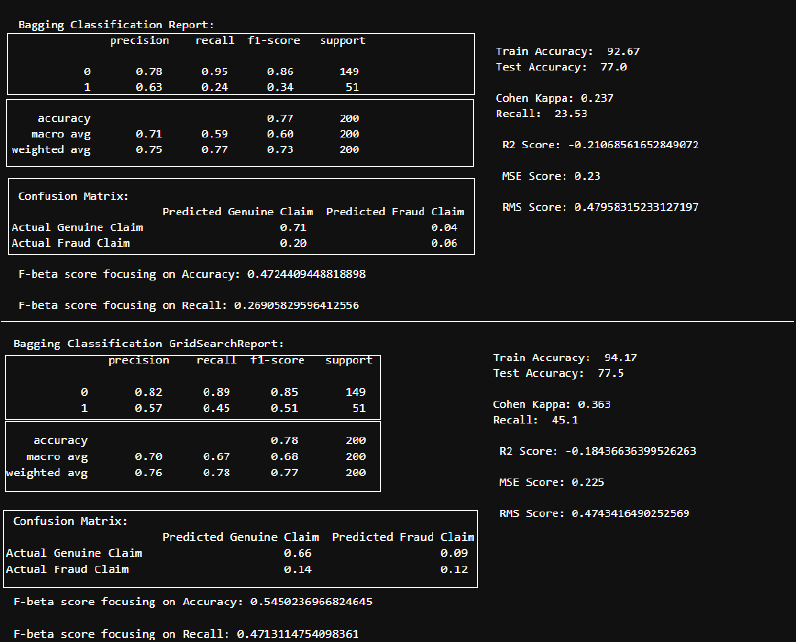 Bagging Classification Report:
precision recall f1-score support
0 0.78 0.95 0.86 149
1 0.63 0.24 0.34 51
accuracy 0.77 200
macro avg 0.71 0.59 0.60 200
weighted avg 0.75 0.77 0.73 200
Confusion Matrix:
Predicted Genuine Claim Predicted Fraud Claim
Actual Genuine Claim 0.71 0.04
Actual Fraud Claim 0.20 0.06
F-beta score focusing on Accuracy: 0.4724409448818898
F-beta score focusing on Recall: 0.26905829596412556
Train Accuracy: 92.67
Test Accuracy: 77.0
Cohen Kappa: 0.237
Recall: 23.53
R2 Score: -0.21068561652849072
MSE Score: 0.23
RMS Score: 0.47958315233127197
Bagging Classification GridSearchReport:
precision recall f1-score support
0 0.82 0.89 0.85 149
1 0.57 0.45 0.51 51
accuracy 0.78 200
macro avg 0.70 0.67 0.68 200
weighted avg 0.76 0.78 0.77 200
Confusion Matrix:
Predicted Genuine Claim Predicted Fraud Claim
Actual Genuine Claim 0.66 0.09
Actual Fraud Claim 0.14 0.12
F-beta score focusing on Accuracy: 0.5450236966824645
F-beta score focusing on Recall: 0.4713114754098361
Train Accuracy: 94.17
Test Accuracy: 77.5
Cohen Kappa: 0.363
Recall: 45.1
R2 Score: -0.18436636399526263
MSE Score: 0.225
RMS Score: 0.4743416490252569